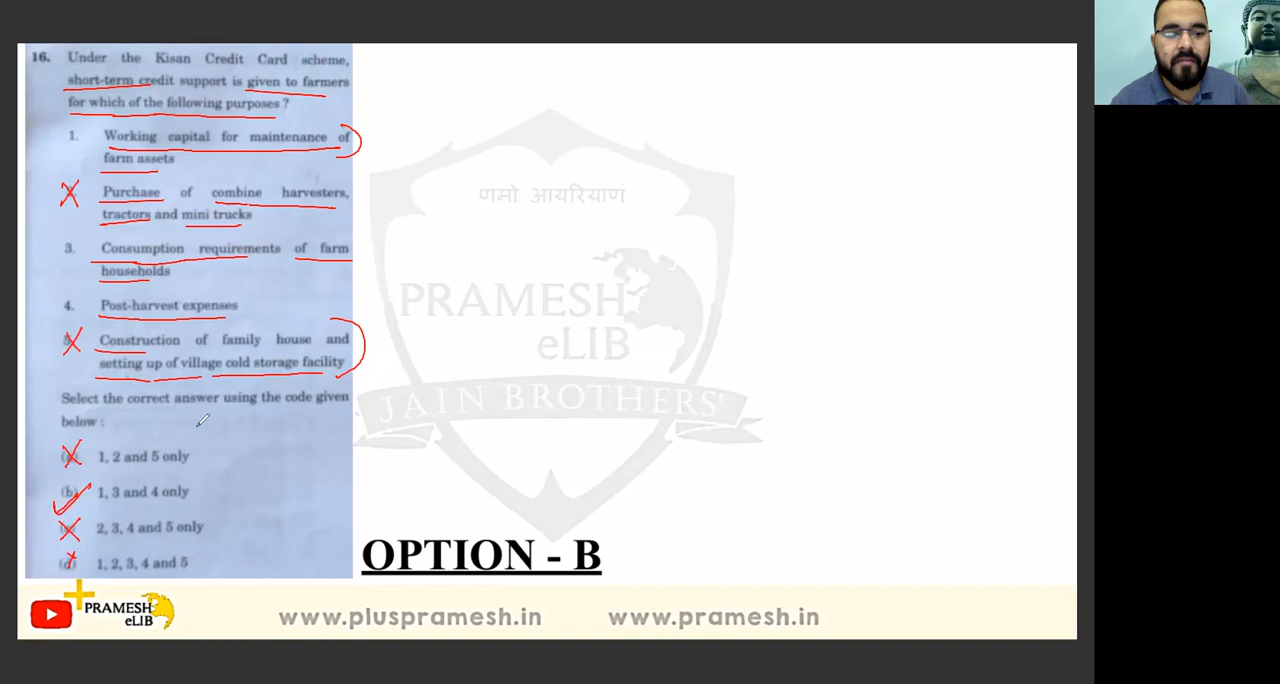 16. Under the Kisan Credit Card scheme,
short-term credit support is given to farmers
for which of the following purposes ?
1. Working capital for maintenance of
farm assets
Purchase of combine harvesters,
tractors and mini trucks
3. Consumption requirements of farm
households
4. Post-harvest expenses
5. Construction of family house and
setting up of village cold storage facility
Select the correct answer using the code given
below :
(a) 1, 2 and 5 only
(b) 1, 3 and 4 only
(c) 2, 3, 4 and 5 only
(d) 1, 2, 3, 4 and 5
णमो आयरियाणं
PRAMESH
eLIB
JAIN BROTHERS'
OPTION - B
PRAMESH
eLIB
www.pluspramesh.in www.pramesh.in